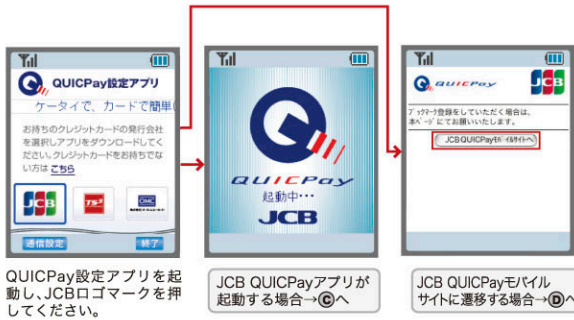 QUICPay設定アプリ
ケータイで、カードで簡単
お持ちのクレジットカードの発行会社
を選択しアプリをダウンロードしてく
ださい。クレジットカードをお持ちでな
い方は こちら
JCB
TS3
OMC
通信設定
終了
QUICPay設定アプリを起
動し、JCBロゴマークを押
してください。
QUICPay
起動中…
JCB
JCB QUICPayアプリが
起動する場合→Ⓒへ
QUICPay
JCB
ブックマーク登録をしていただく場合は、
本ページにてお願いいたします。
JCB QUICPayモバイルサイトへ
JCB QUICPayモバイル
サイトに遷移する場合→Ⓓへ